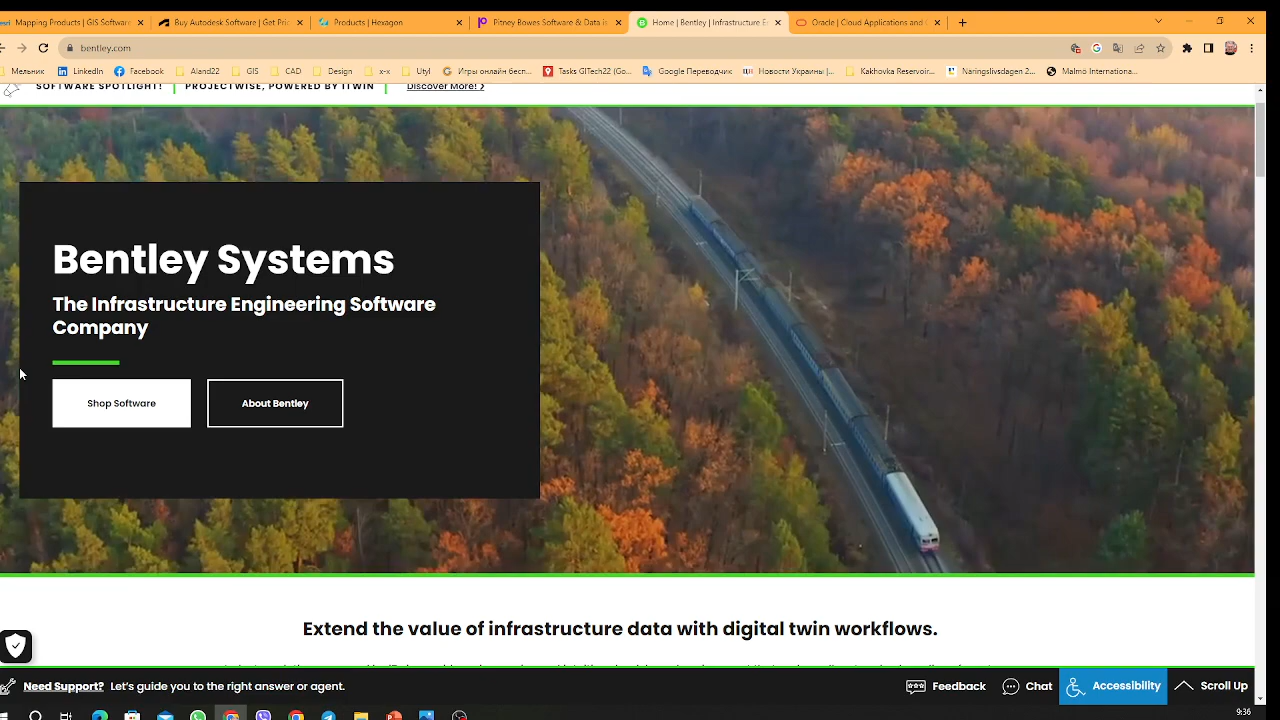 Mapping Products | GIS Software
Buy Autodesk Software | Get Pric
Products | Hexagon
Pitney Bowes Software & Data is
Home | Bentley | Infrastructure E
Oracle | Cloud Applications and C
bentley.com
Мельник
LinkedIn
Facebook
Aland22
GIS
CAD
Design
x-x
Utyl
Игры онлайн бесп...
Tasks GITech22 (Go...
Google Переводчик
Новости Украины |...
Kakhovka Reservoir...
Näringslivsdagen 2...
Malmö Internationa...
SOFTWARE SPOTLIGHT!
PROJECTWISE, POWERED BY ITWIN
Discover More!
Bentley Systems
The Infrastructure Engineering Software
Company
Shop Software
About Bentley
Extend the value of infrastructure data with digital twin workflows.
Need Support? Let's guide you to the right answer or agent.
Feedback
Chat
Accessibility
Scroll Up
9:36